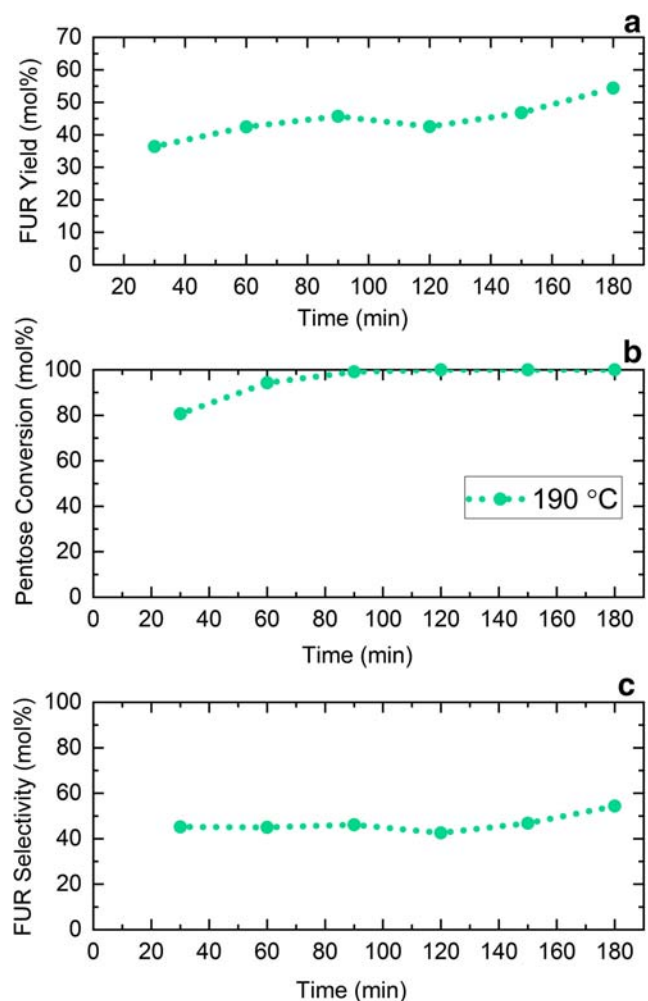 a
70
60
50
40
30
20
10
0
FUR Yield (mol%)
20 40 60 80 100 120 140 160 180
Time (min)
b
100
80
60
40
20
0
Pentose Conversion (mol%)
190 °C
0 20 40 60 80 100 120 140 160 180
Time (min)
c
100
80
60
40
20
0
FUR Selectivity (mol%)
0 20 40 60 80 100 120 140 160 180
Time (min)